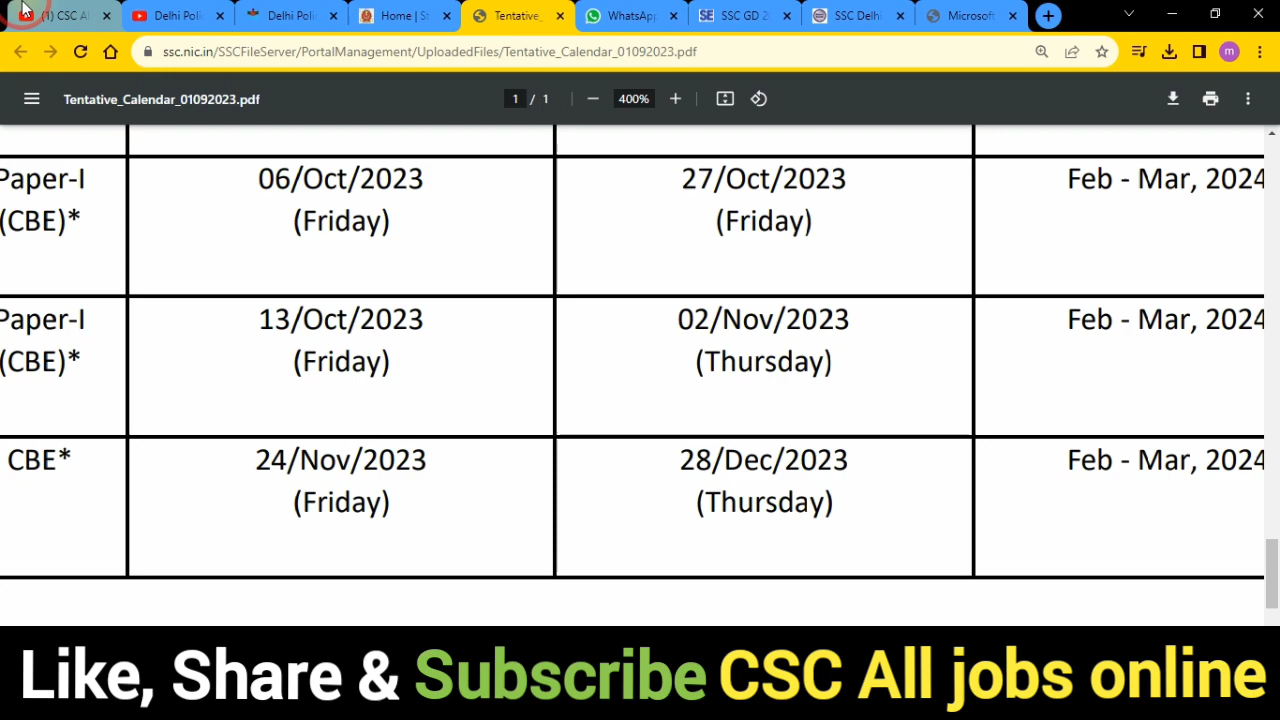 (1) CSC Al
Delhi Poli
Delhi Poli
Home | St
Tentative_
WhatsApp
SSC GD 2
SSC Delhi
Microsoft
ssc.nic.in/SSCFileServer/PortalManagement/UploadedFiles/Tentative_Calendar_01092023.pdf
m
Tentative_Calendar_01092023.pdf
1 / 1
400%
Paper-I 06/Oct/2023 27/Oct/2023 Feb - Mar, 2024
(CBE)* (Friday) (Friday)
Paper-I 13/Oct/2023 02/Nov/2023 Feb - Mar, 2024
(CBE)* (Friday) (Thursday)
CBE* 24/Nov/2023 28/Dec/2023 Feb - Mar, 2024
(Friday) (Thursday)
Like, Share & Subscribe CSC All jobs online